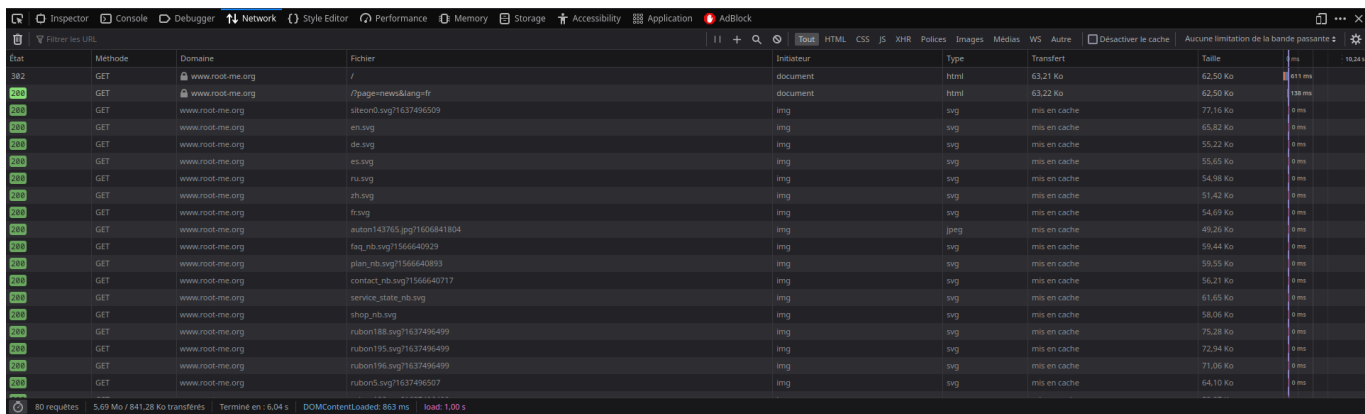 Inspector Console Debugger Network Style Editor Performance Memory Storage Accessibility Application AdBlock
Filtrer les URL Tout HTML CSS JS XHR Polices Images Médias WS Autre Désactiver le cache Aucune limitation de la bande passante
État Méthode Domaine Fichier Initiateur Type Transfert Taille 0 ms 10,24 s
302 GET www.root-me.org / document html 63,21 Ko 62,50 Ko 611 ms
200 GET www.root-me.org /?page=news&lang=fr document html 63,22 Ko 62,50 Ko 138 ms
200 GET www.root-me.org siteon0.svg?1637496509 img svg mis en cache 77,16 Ko 0 ms
200 GET www.root-me.org en.svg img svg mis en cache 65,82 Ko 0 ms
200 GET www.root-me.org de.svg img svg mis en cache 55,22 Ko 0 ms
200 GET www.root-me.org es.svg img svg mis en cache 55,65 Ko 0 ms
200 GET www.root-me.org ru.svg img svg mis en cache 54,98 Ko 0 ms
200 GET www.root-me.org zh.svg img svg mis en cache 51,42 Ko 0 ms
200 GET www.root-me.org fr.svg img svg mis en cache 54,69 Ko 0 ms
200 GET www.root-me.org auton143765.jpg?1606841804 img jpeg mis en cache 49,26 Ko 0 ms
200 GET www.root-me.org faq_nb.svg?1566640929 img svg mis en cache 59,44 Ko 0 ms
200 GET www.root-me.org plan_nb.svg?1566640893 img svg mis en cache 59,55 Ko 0 ms
200 GET www.root-me.org contact_nb.svg?1566640717 img svg mis en cache 56,21 Ko 0 ms
200 GET www.root-me.org service_state_nb.svg img svg mis en cache 61,65 Ko 0 ms
200 GET www.root-me.org shop_nb.svg img svg mis en cache 58,06 Ko 0 ms
200 GET www.root-me.org rubon188.svg?1637496499 img svg mis en cache 75,28 Ko 0 ms
200 GET www.root-me.org rubon195.svg?1637496499 img svg mis en cache 72,94 Ko 0 ms
200 GET www.root-me.org rubon196.svg?1637496499 img svg mis en cache 71,06 Ko 0 ms
200 GET www.root-me.org rubon5.svg?1637496507 img svg mis en cache 64,10 Ko 0 ms
80 requêtes 5,69 Mo / 841,28 Ko transférés Terminé en : 6,04 s DOMContentLoaded: 863 ms load: 1,00 s